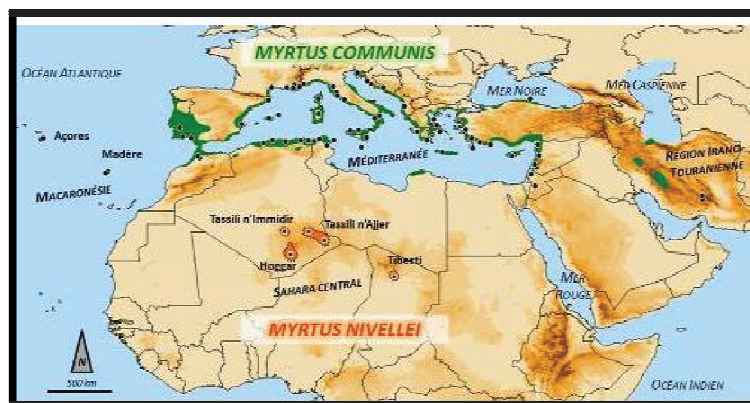 MYRTUS COMMUNIS
OCÉAN ATLANTIQUE
MER CASPIENNE
MER NOIRE
Açores
Madère
MÉDITERRANÉE
RÉGION IRANO-
TOURANIENNE
MACARONÉSIE
Tassili n'Immidir
Tassili n'Ajjer
Hoggar
Tibesti
SAHARA CENTRAL
MER
ROUGE
MYRTUS NIVELLEI
N
500 km
OCÉAN INDIEN